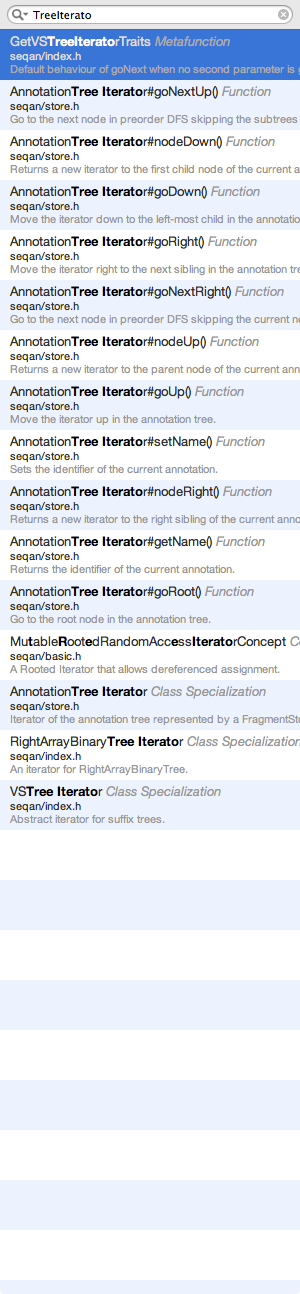 TreeIterato
GetVSTreeIteratorTraits Metafunction
seqan/index.h
Default behaviour of goNext when no second parameter is
AnnotationTree Iterator#goNextUp() Function
seqan/store.h
Go to the next node in preorder DFS skipping the subtrees
AnnotationTree Iterator#nodeDown() Function
seqan/store.h
Returns a new iterator to the first child node of the current a
AnnotationTree Iterator#goDown() Function
seqan/store.h
Move the iterator down to the left-most child in the annotatio
AnnotationTree Iterator#goRight() Function
seqan/store.h
Move the iterator right to the next sibling in the annotation tre
AnnotationTree Iterator#goNextRight() Function
seqan/store.h
Go to the next node in preorder DFS skipping the current n
AnnotationTree Iterator#nodeUp() Function
seqan/store.h
Returns a new iterator to the parent node of the current ann
AnnotationTree Iterator#goUp() Function
seqan/store.h
Move the iterator up in the annotation tree.
AnnotationTree Iterator#setName() Function
seqan/store.h
Sets the identifier of the current annotation.
AnnotationTree Iterator#nodeRight() Function
seqan/store.h
Returns a new iterator to the right sibling of the current anno
AnnotationTree Iterator#getName() Function
seqan/store.h
Returns the identifier of the current annotation.
AnnotationTree Iterator#goRoot() Function
seqan/store.h
Go to the root node in the annotation tree.
MutableRootedRandomAccessIteratorConcept C
seqan/basic.h
A Rooted Iterator that allows dereferenced assignment.
AnnotationTree Iterator Class Specialization
seqan/store.h
Iterator of the annotation tree represented by a FragmentSt
RightArrayBinaryTree Iterator Class Specialization
seqan/index.h
An iterator for RightArrayBinaryTree.
VSTree Iterator Class Specialization
seqan/index.h
Abstract iterator for suffix trees.